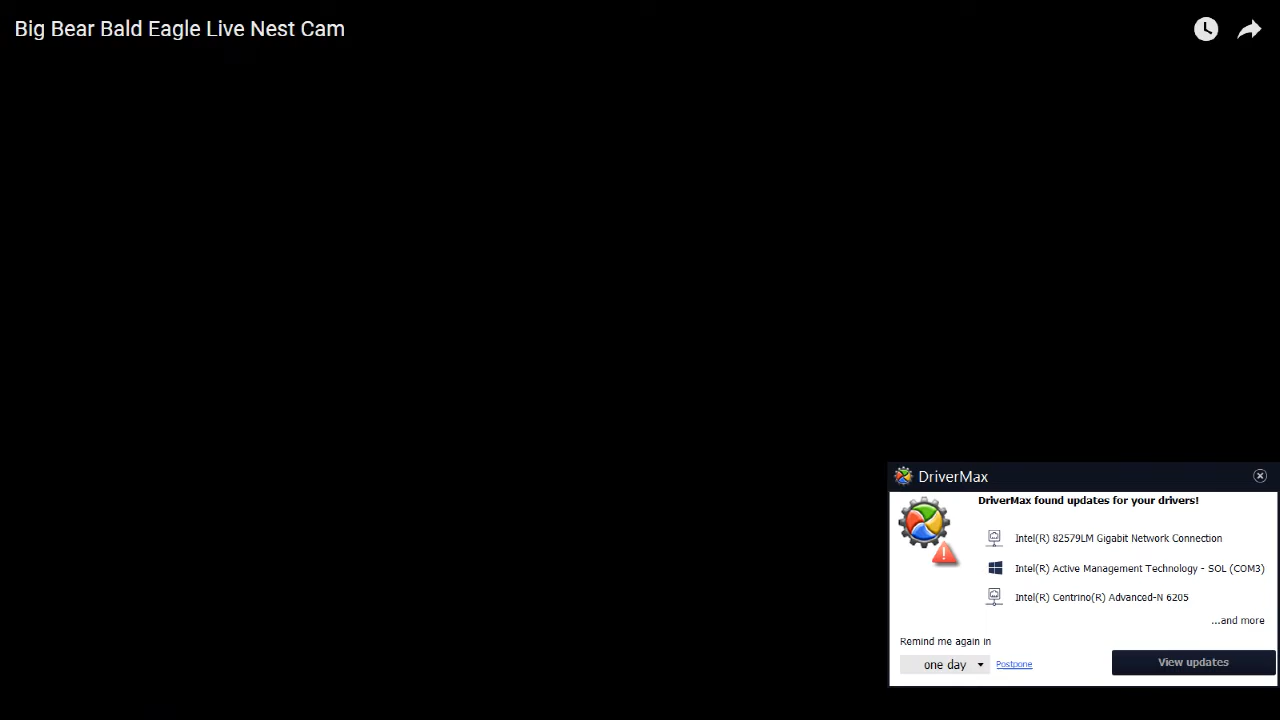 Big Bear Bald Eagle Live Nest Cam
DriverMax
DriverMax found updates for your drivers!
Intel(R) 82579LM Gigabit Network Connection
Intel(R) Active Management Technology - SOL (COM3)
Intel(R) Centrino(R) Advanced-N 6205
...and more
Remind me again in
one day Postpone View updates